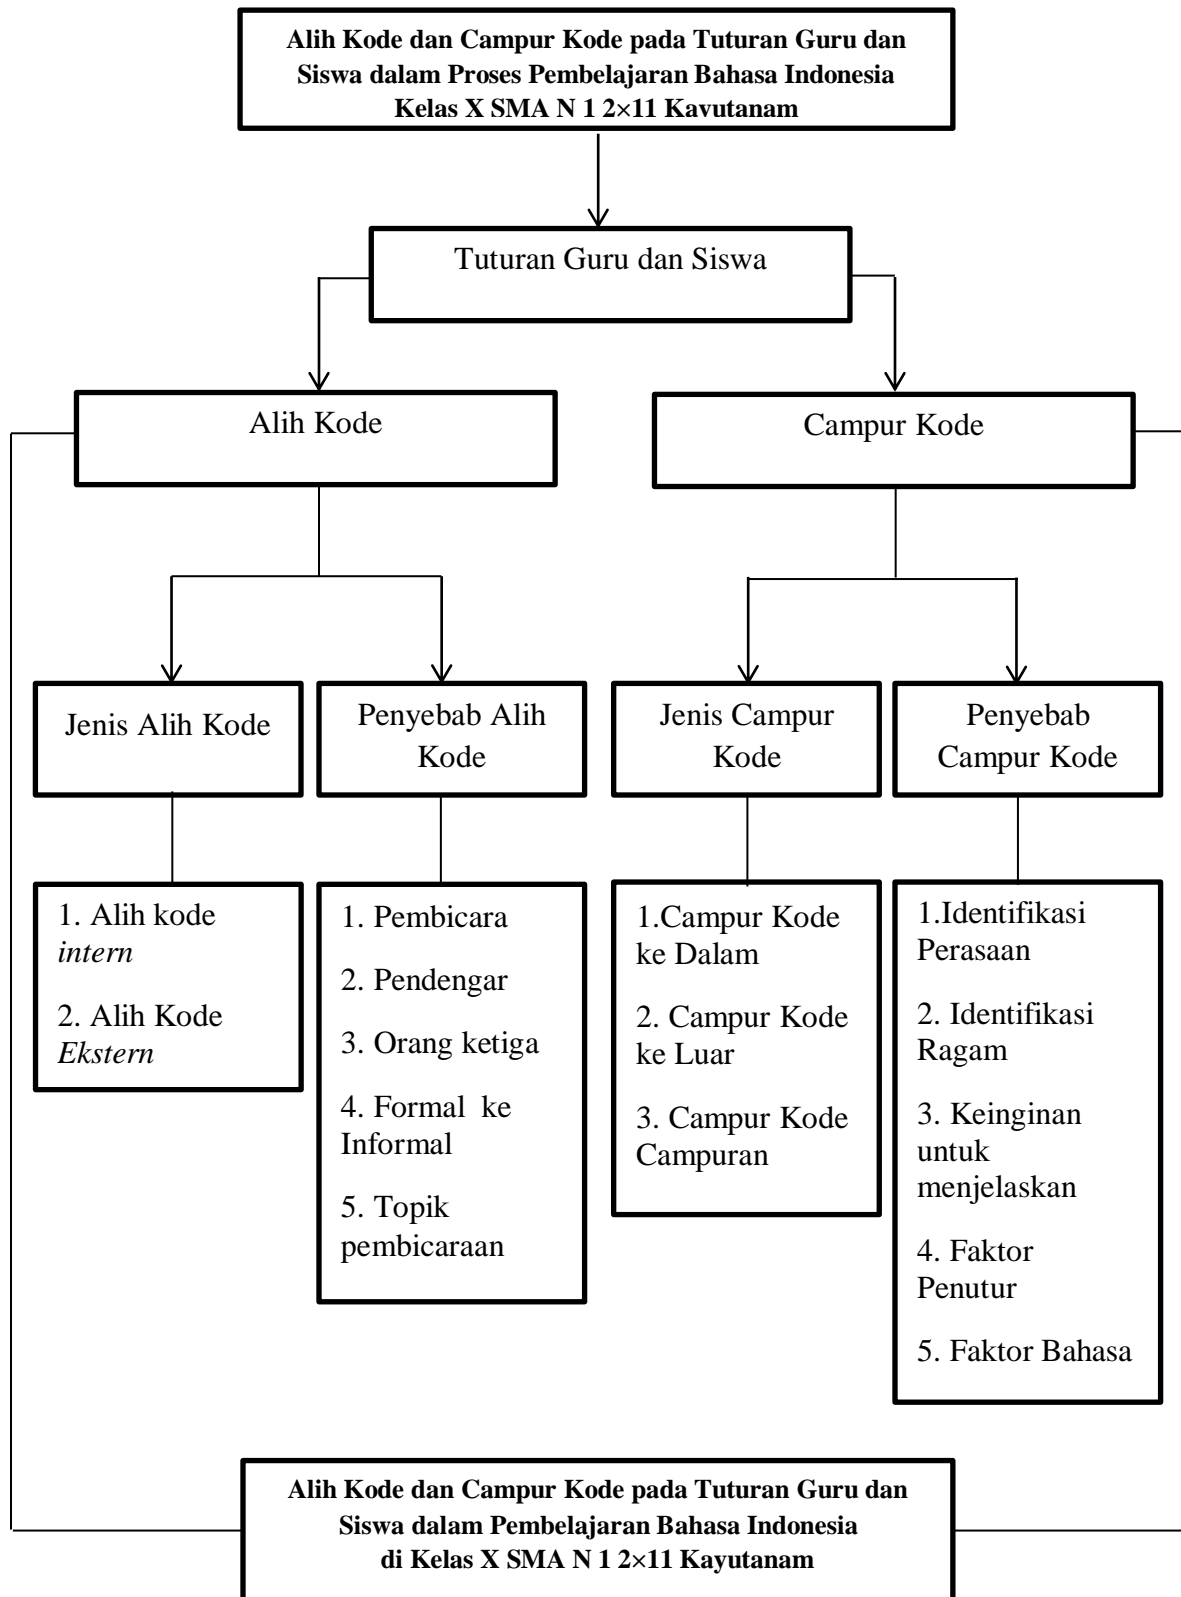 Alih Kode dan Campur Kode pada Tuturan Guru dan
Siswa dalam Proses Pembelajaran Bahasa Indonesia
Kelas X SMA N 1 2×11 Kayutanam
Tuturan Guru dan Siswa
Alih Kode
Campur Kode
Jenis Alih Kode
Penyebab Alih
Kode
Jenis Campur
Kode
Penyebab
Campur Kode
1. Alih kode
intern
2. Alih Kode
Ekstern
1. Pembicara
2. Pendengar
3. Orang ketiga
4. Formal ke
Informal
5. Topik
pembicaraan
1.Campur Kode
ke Dalam
2. Campur Kode
ke Luar
3. Campur Kode
Campuran
1.Identifikasi
Perasaan
2. Identifikasi
Ragam
3. Keinginan
untuk
menjelaskan
4. Faktor
Penutur
5. Faktor Bahasa
Alih Kode dan Campur Kode pada Tuturan Guru dan
Siswa dalam Pembelajaran Bahasa Indonesia
di Kelas X SMA N 1 2×11 Kayutanam